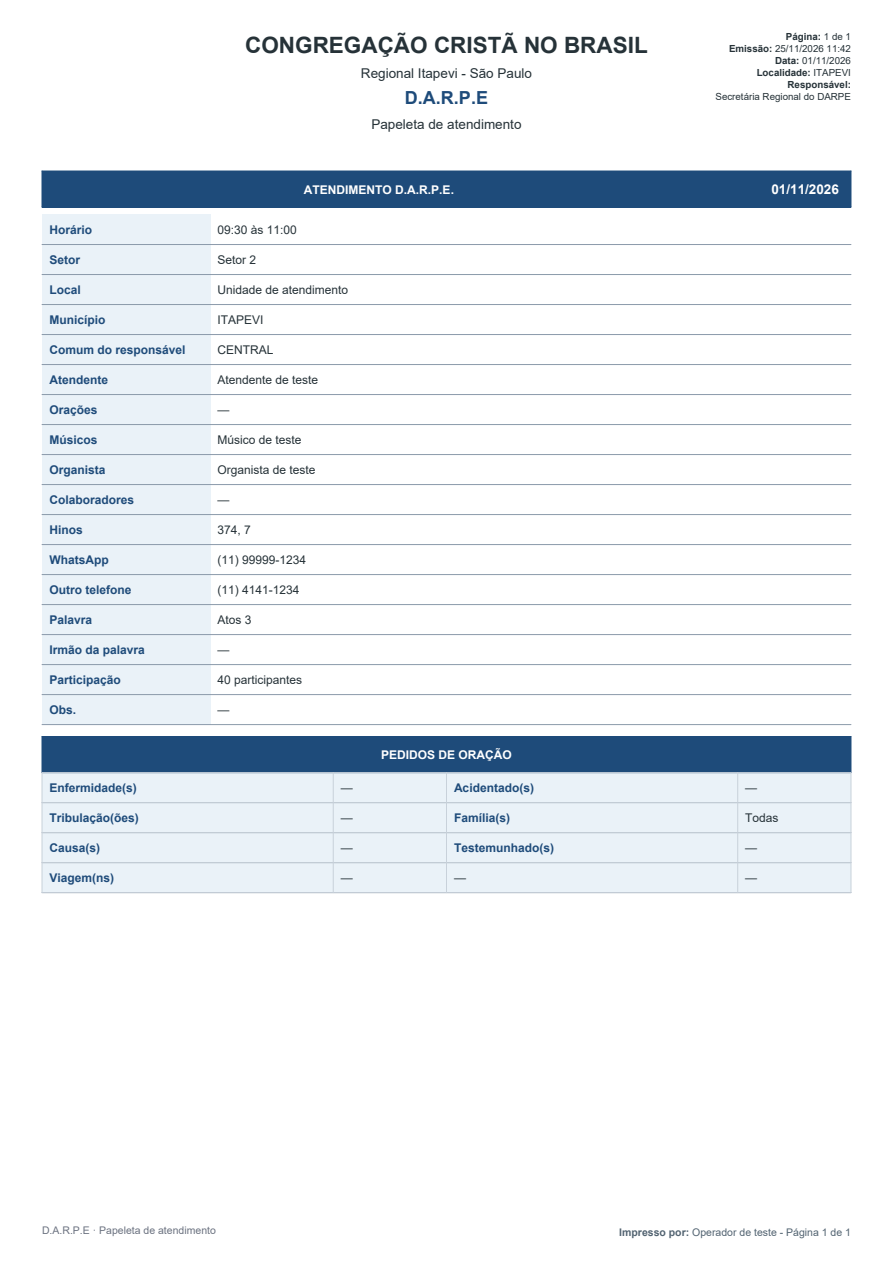 CONGREGAÇÃO CRISTÃ NO BRASIL
Regional Itapevi - São Paulo
D.A.R.P.E
Papeleta de atendimento
Página: 1 de 1
Emissão: 25/11/2026 11:42
Data: 01/11/2026
Localidade: ITAPEVI
Responsável:
Secretária Regional do DARPE
ATENDIMENTO D.A.R.P.E. 01/11/2026
Horário 09:30 às 11:00
Setor Setor 2
Local Unidade de atendimento
Município ITAPEVI
Comum do responsável CENTRAL
Atendente Atendente de teste
Orações —
Músicos Músico de teste
Organista Organista de teste
Colaboradores —
Hinos 374, 7
WhatsApp (11) 99999-1234
Outro telefone (11) 4141-1234
Palavra Atos 3
Irmão da palavra —
Participação 40 participantes
Obs. —
PEDIDOS DE ORAÇÃO
Enfermidade(s) — Acidentado(s) —
Tribulação(ões) — Família(s) Todas
Causa(s) — Testemunhado(s) —
Viagem(ns) — — —
D.A.R.P.E · Papeleta de atendimento
Impresso por: Operador de teste - Página 1 de 1